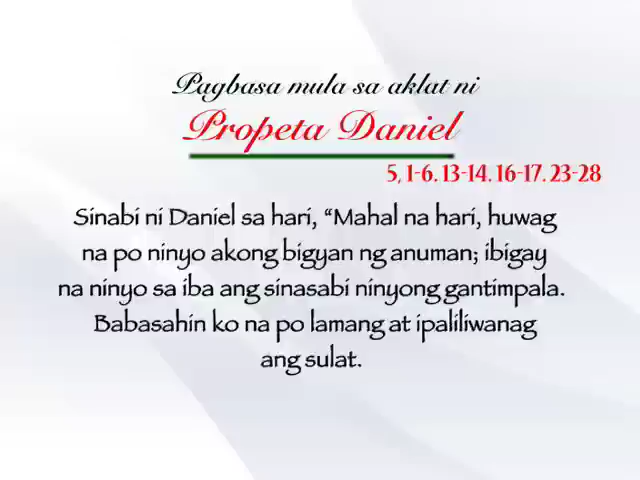 Pagbasa mula sa aklat ni
Propeta Daniel
5, 1-6. 13-14. 16-17. 23-28
Sinabi ni Daniel sa hari, “Mahal na hari, huwag
na po ninyo akong bigyan ng anuman; ibigay
na ninyo sa iba ang sinasabi ninyong gantimpala.
Babasahin ko na po lamang at ipaliliwanag
ang sulat.